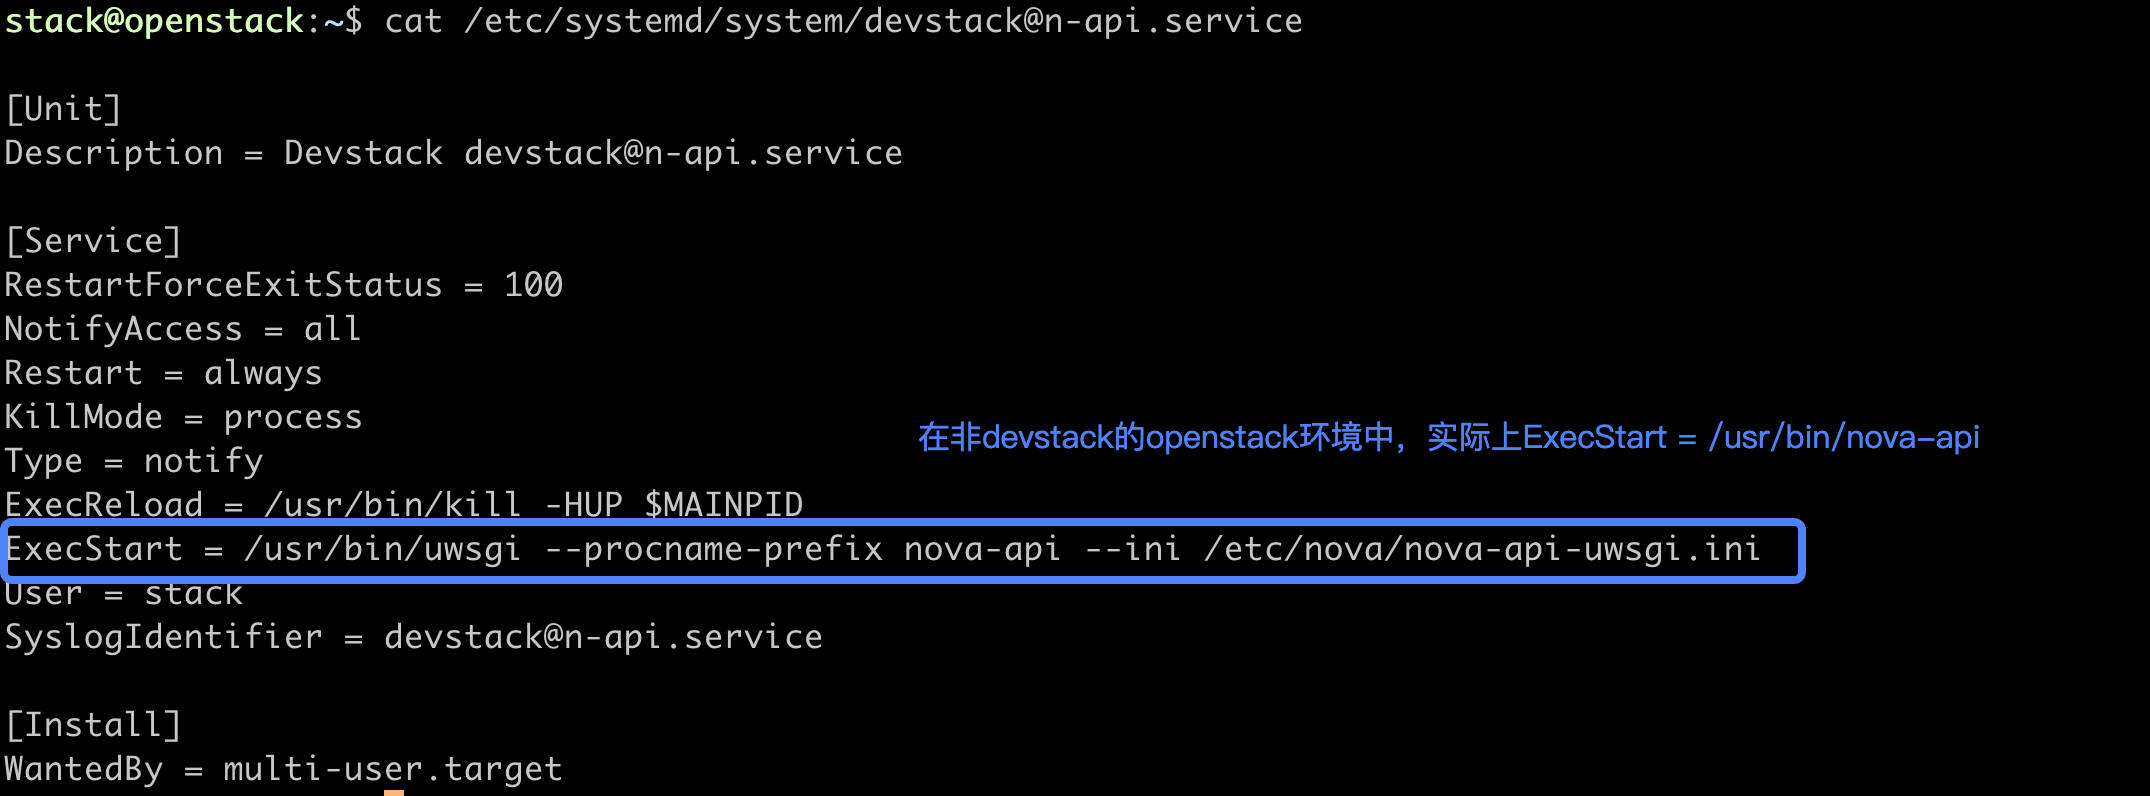 stack@openstack:~$ cat /etc/systemd/system/devstack@n-api.service
[Unit]
Description = Devstack devstack@n-api.service
[Service]
RestartForceExitStatus = 100
NotifyAccess = all
Restart = always
KillMode = process
在非devstack的openstack环境中，实际上ExecStart = /usr/bin/nova-api
Type = notify
ExecReload = /usr/bin/kill -HUP $MAINPID
ExecStart = /usr/bin/uwsgi --procname-prefix nova-api --ini /etc/nova/nova-api-uwsgi.ini
User = stack
SyslogIdentifier = devstack@n-api.service
[Install]
WantedBy = multi-user.target